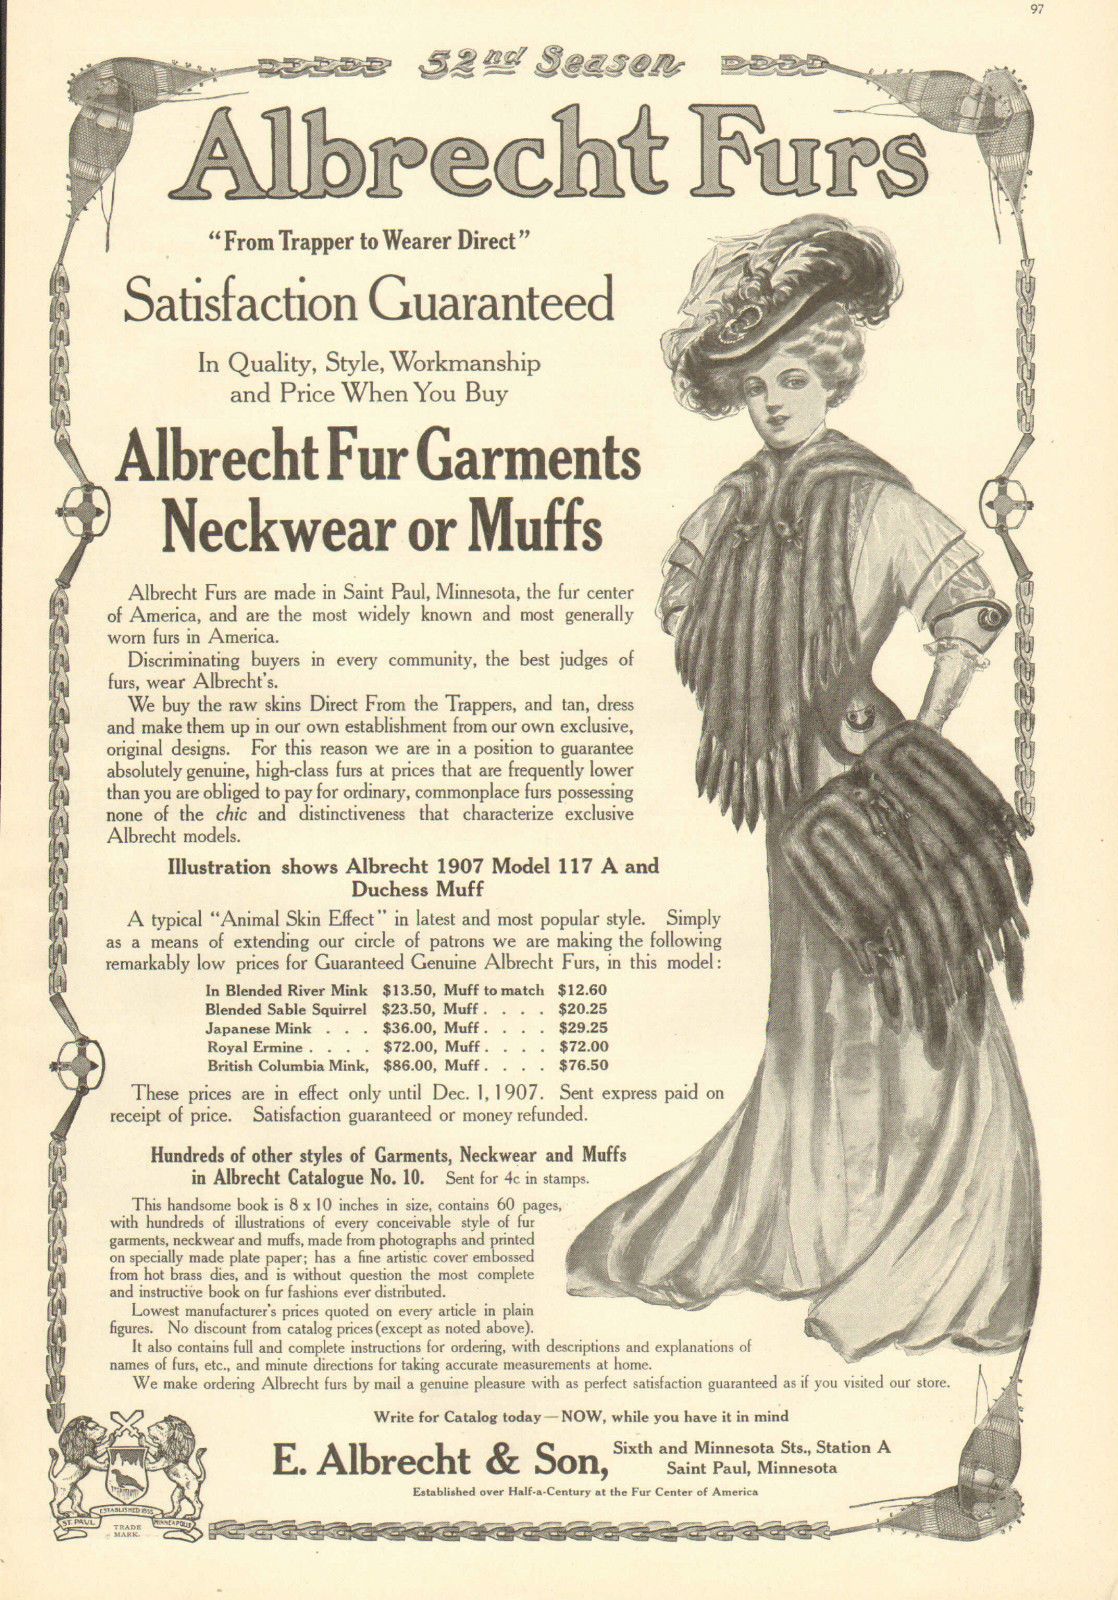 97
52nd Season
Albrecht Furs
"From Trapper to Wearer Direct"
Satisfaction Guaranteed
In Quality, Style, Workmanship
and Price When You Buy
Albrecht Fur Garments
Neckwear or Muffs
Albrecht Furs are made in Saint Paul, Minnesota, the fur center
of America, and are the most widely known and most generally
worn furs in America.
Discriminating buyers in every community, the best judges of
furs, wear Albrecht's.
We buy the raw skins Direct From the Trappers, and tan, dress
and make them up in our own establishment from our own exclusive,
original designs. For this reason we are in a position to guarantee
absolutely genuine, high-class furs at prices that are frequently lower
than you are obliged to pay for ordinary, commonplace furs possessing
none of the chic and distinctiveness that characterize exclusive
Albrecht models.
Illustration shows Albrecht 1907 Model 117 A and
Duchess Muff
A typical "Animal Skin Effect" in latest and most popular style. Simply
as a means of extending our circle of patrons we are making the following
remarkably low prices for Guaranteed Genuine Albrecht Furs, in this model:
In Blended River Mink $13.50, Muff to match $12.60
Blended Sable Squirrel $23.50, Muff . . . . $20.25
Japanese Mink . . . $36.00, Muff . . . . $29.25
Royal Ermine . . . . $72.00, Muff . . . . $72.00
British Columbia Mink, $86.00, Muff . . . . $76.50
These prices are in effect only until Dec. 1, 1907. Sent express paid on
receipt of price. Satisfaction guaranteed or money refunded.
Hundreds of other styles of Garments, Neckwear and Muffs
in Albrecht Catalogue No. 10. Sent for 4c in stamps.
This handsome book is 8 x 10 inches in size, contains 60 pages,
with hundreds of illustrations of every conceivable style of fur
garments, neckwear and muffs, made from photographs and printed
on specially made plate paper; has a fine artistic cover embossed
from hot brass dies, and is without question the most complete
and instructive book on fur fashions ever distributed.
Lowest manufacturer's prices quoted on every article in plain
figures. No discount from catalog prices (except as noted above).
It also contains full and complete instructions for ordering, with descriptions and explanations of
names of furs, etc., and minute directions for taking accurate measurements at home.
We make ordering Albrecht furs by mail a genuine pleasure with as perfect satisfaction guaranteed as if you visited our store.
Write for Catalog today—NOW, while you have it in mind
E. Albrecht & Son,
Sixth and Minnesota Sts., Station A
Saint Paul, Minnesota
Established over Half-a-Century at the Fur Center of America
ESTABLISHED 1855
ST. PAUL
MINNEAPOLIS
TRADE
MARK.